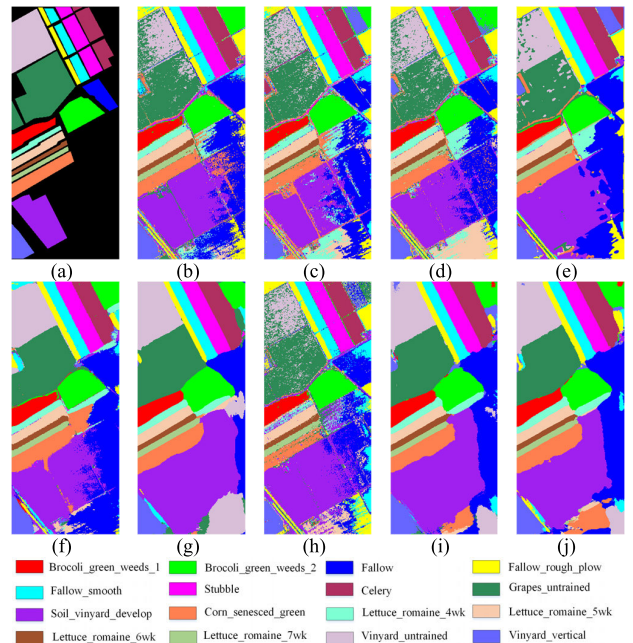 (a) (b) (c) (d) (e)
(f) (g) (h) (i) (j)
Brocoli_green_weeds_1 Brocoli_green_weeds_2 Fallow Fallow_rough_plow
Fallow_smooth Stubble Celery Grapes_untrained
Soil_vinyard_develop Corn_senesced_green Lettuce_romaine_4wk Lettuce_romaine_5wk
Lettuce_romaine_6wk Lettuce_romaine_7wk Vinyard_untrained Vinyard_vertical